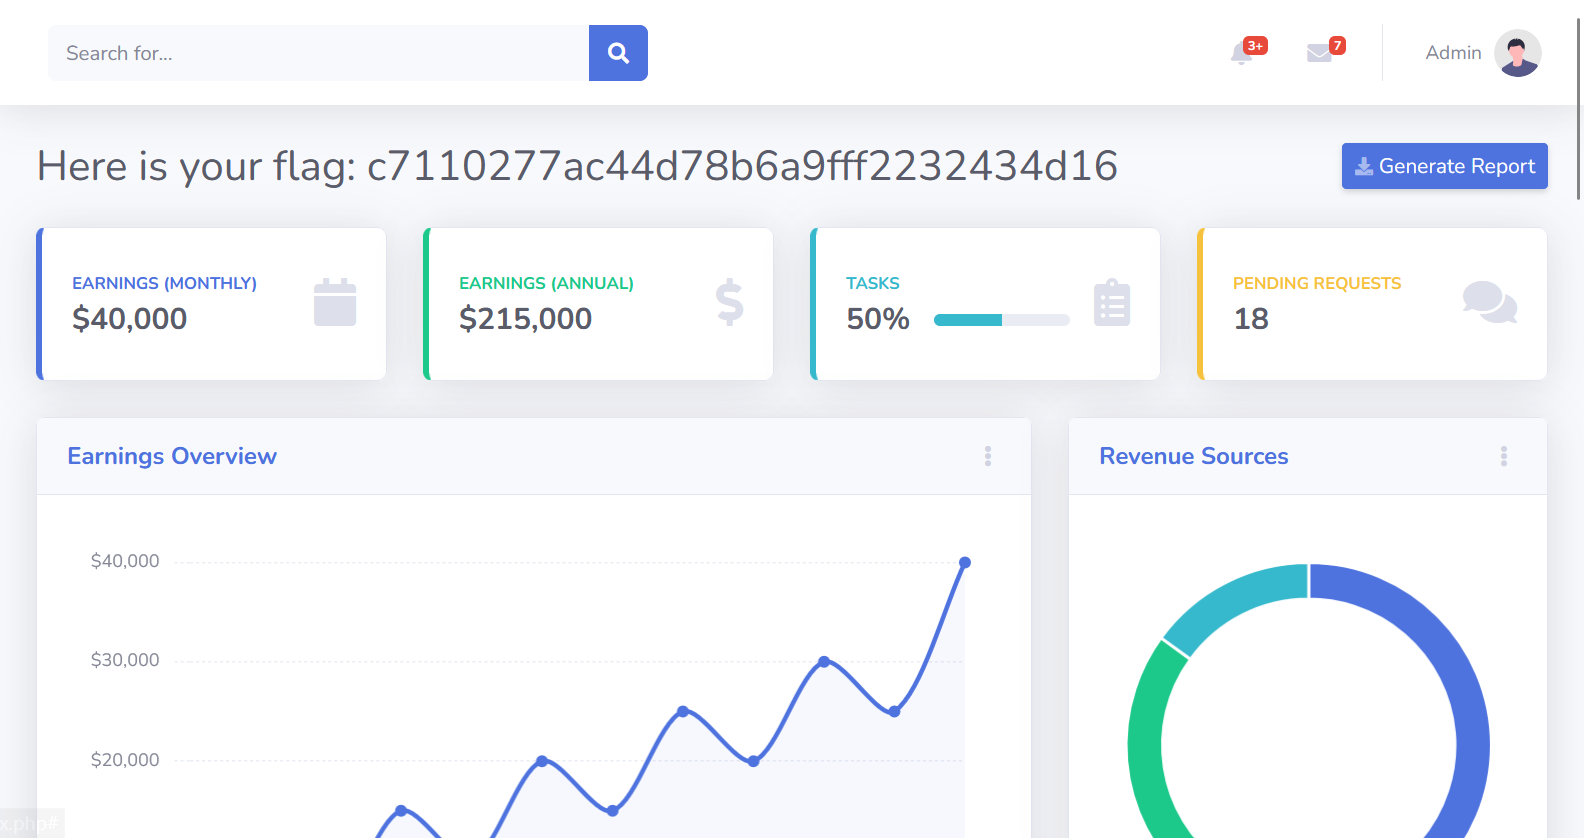 Search for...
3+
7
Admin
Here is your flag: c7110277ac44d78b6a9fff2232434d16
Generate Report
EARNINGS (MONTHLY)
$40,000
EARNINGS (ANNUAL)
$215,000
TASKS
50%
PENDING REQUESTS
18
Earnings Overview
Revenue Sources
$40,000
$30,000
$20,000
x.php#